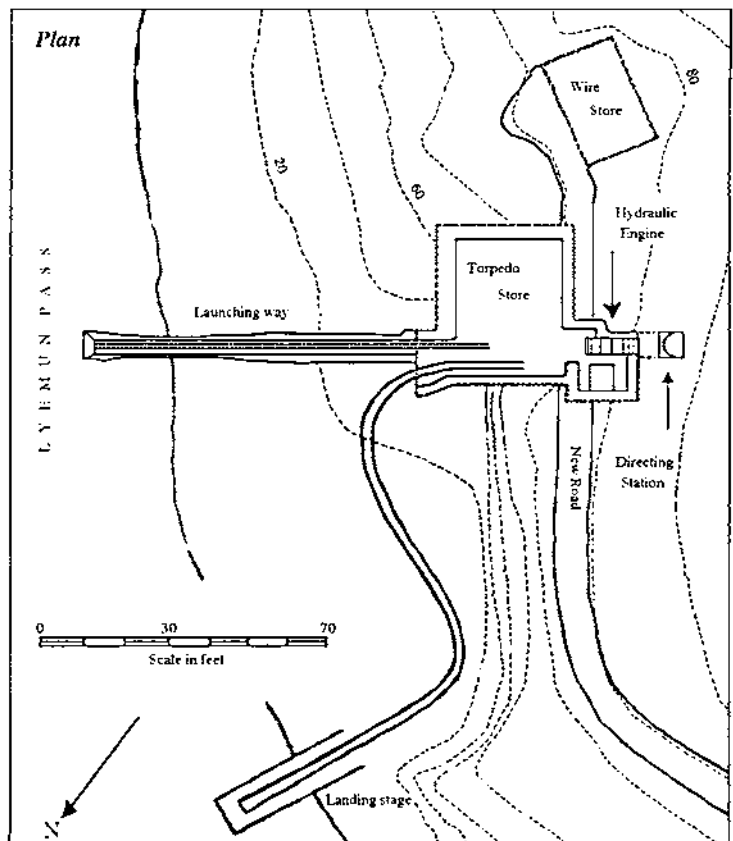 Plan
Wire
Store
80
20
60
Hydraulic
Engine
Torpedo
Store
Launching way
LYEMUN PASS
New Road
Directing
Station
0 30 70
Scale in feet
Landing stage
N